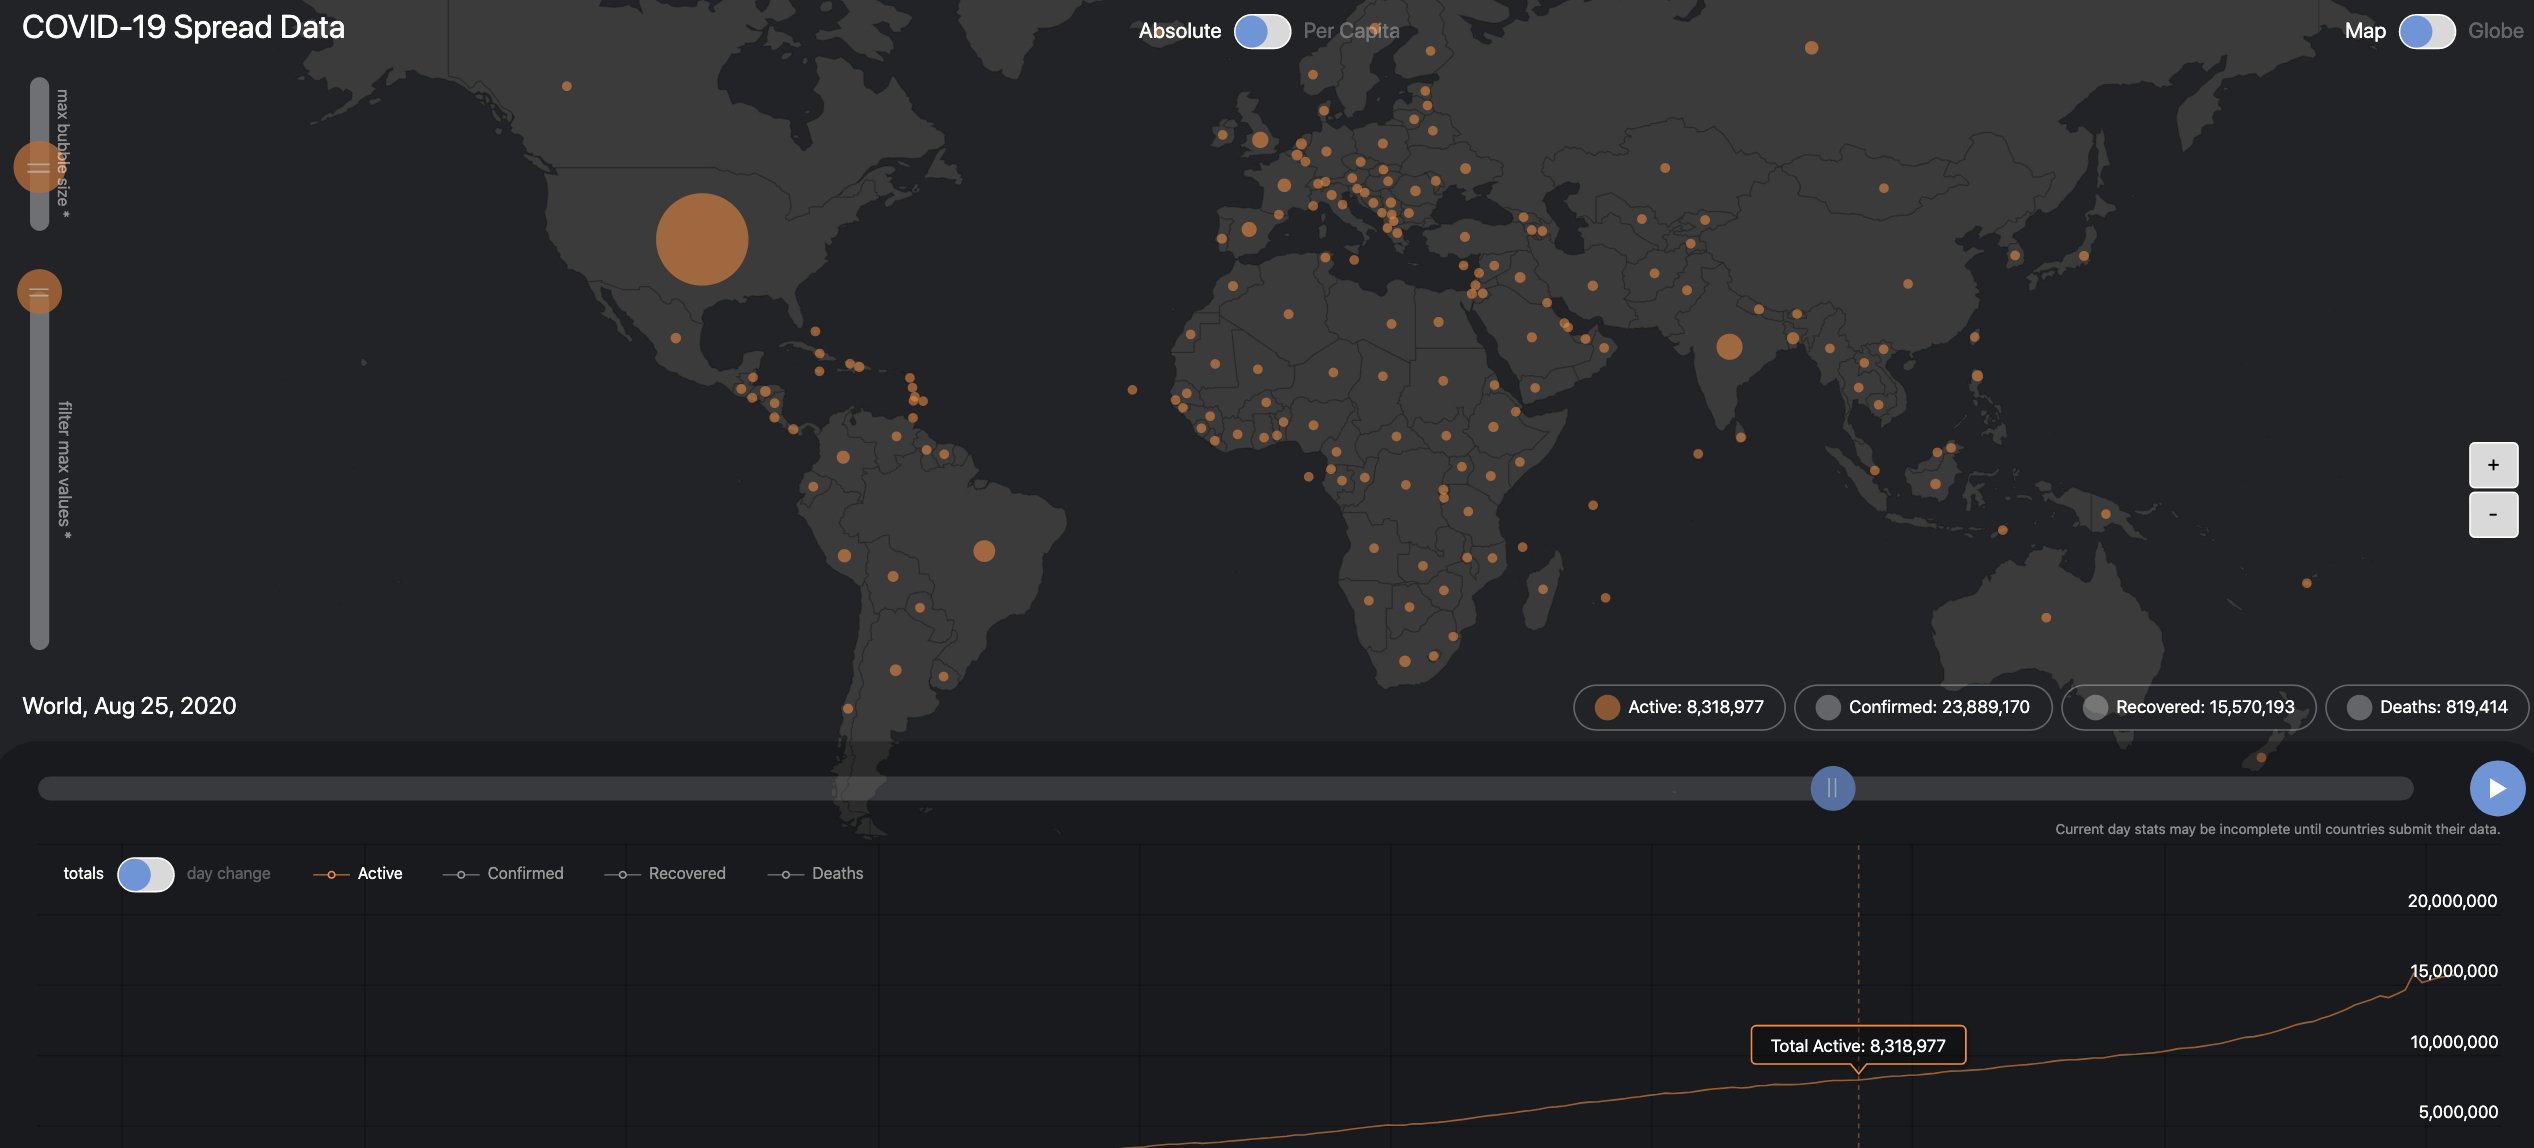 COVID-19 Spread Data
Absolute Per Capita
Map Globe
max bubble size *
filter max values *
+
-
World, Aug 25, 2020
Active: 8,318,977
Confirmed: 23,889,170
Recovered: 15,570,193
Deaths: 819,414
Current day stats may be incomplete until countries submit their data.
totals day change
Active
Confirmed
Recovered
Deaths
20,000,000
15,000,000
Total Active: 8,318,977
10,000,000
5,000,000